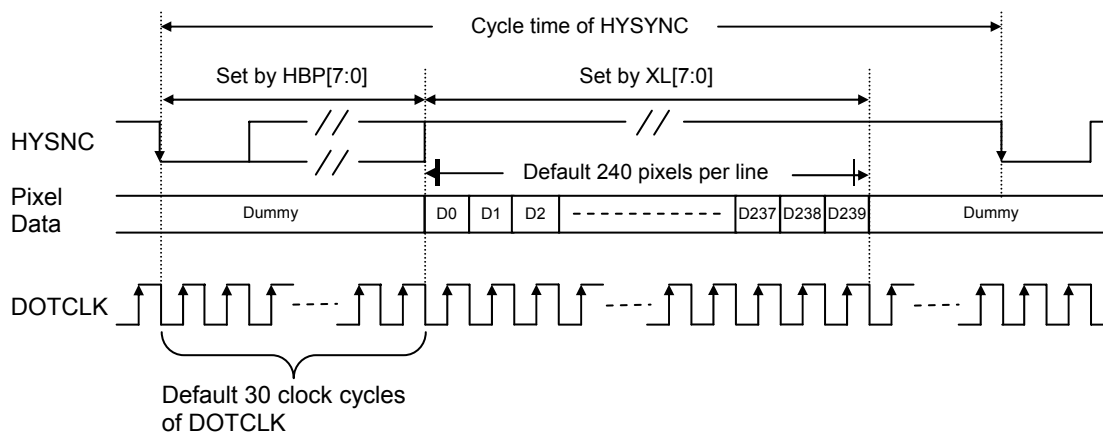 Cycle time of HYSYNC
Set by HBP[7:0]
Set by XL[7:0]
HYSNC
Default 240 pixels per line
Pixel
Data
Dummy
D0
D1
D2
D237
D238
D239
Dummy
DOTCLK
Default 30 clock cycles
of DOTCLK